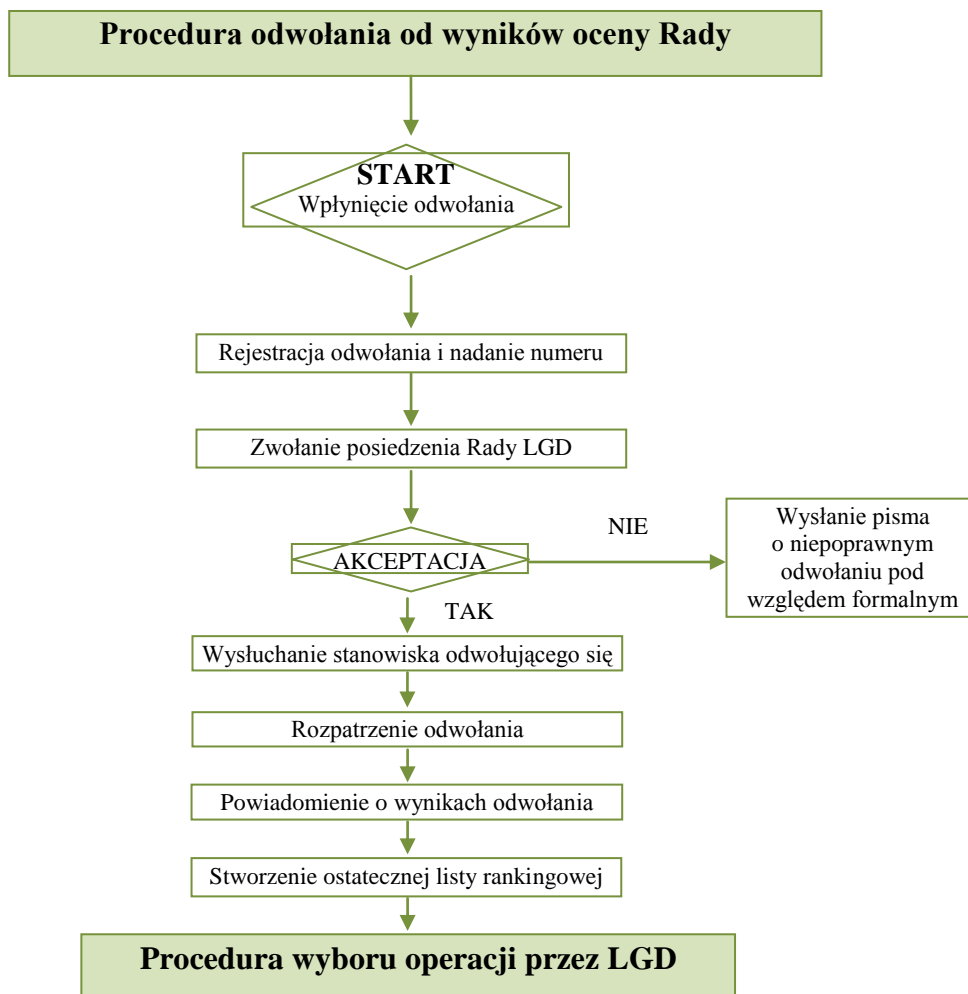 Procedura odwołania od wyników oceny Rady
START
Wpłynięcie odwołania
Rejestracja odwołania i nadanie numeru
Zwołanie posiedzenia Rady LGD
AKCEPTACJA
NIE
Wysłanie pisma
o niepoprawnym
odwołaniu pod
względem formalnym
TAK
Wysłuchanie stanowiska odwołującego się
Rozpatrzenie odwołania
Powiadomienie o wynikach odwołania
Stworzenie ostatecznej listy rankingowej
Procedura wyboru operacji przez LGD